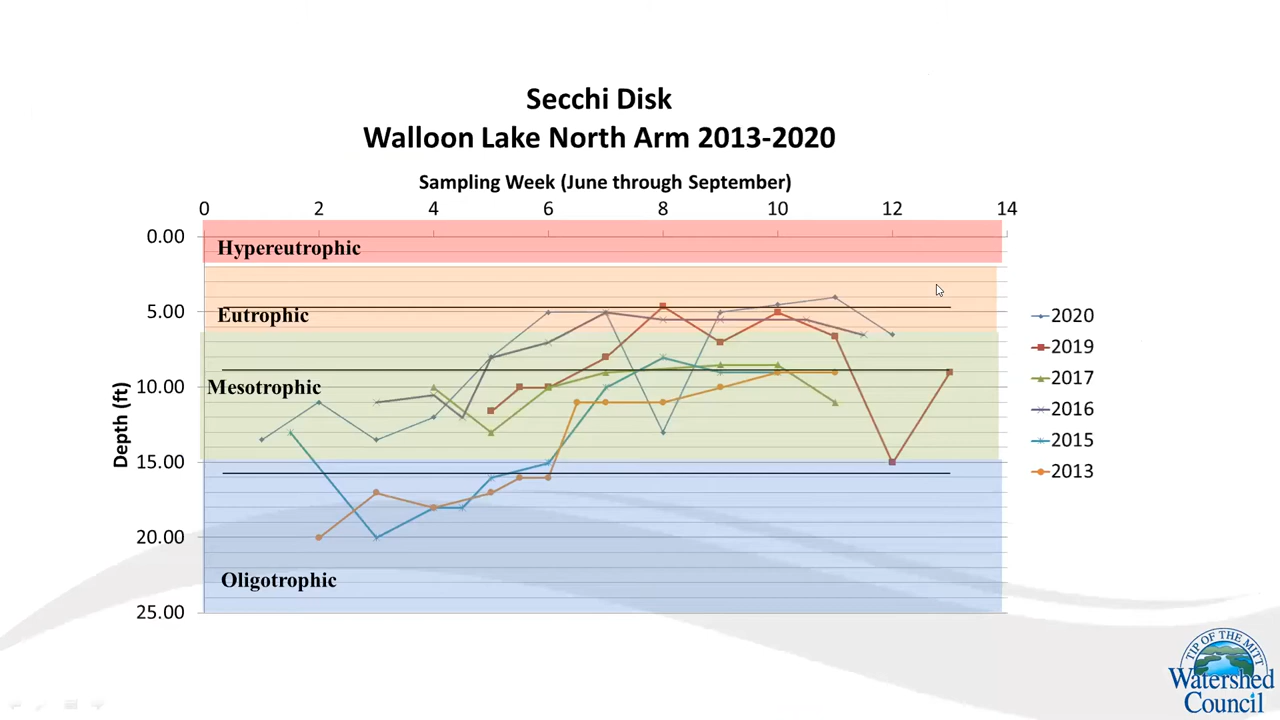 Secchi Disk
Walloon Lake North Arm 2013-2020
Sampling Week (June through September)
0 2 4 6 8 10 12 14
0.00
Hypereutrophic
5.00
Eutrophic
10.00
Mesotrophic
15.00
20.00
Oligotrophic
25.00
Depth (ft)
2020
2019
2017
2016
2015
2013
TIP OF THE MITT
Watershed
Council